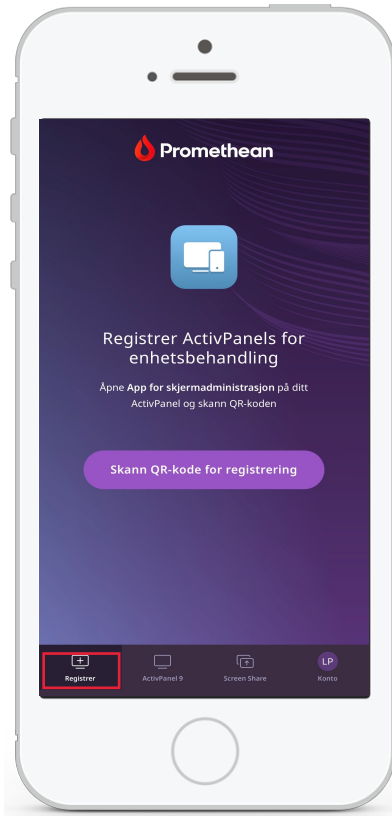 Promethean
Registrer ActivPanels for
enhetsbehandling
Åpne App for skjermadministrasjon på ditt
ActivPanel og skann QR-koden
Skann QR-kode for registrering
Registrer
ActivPanel 9
Screen Share
LP
Konto